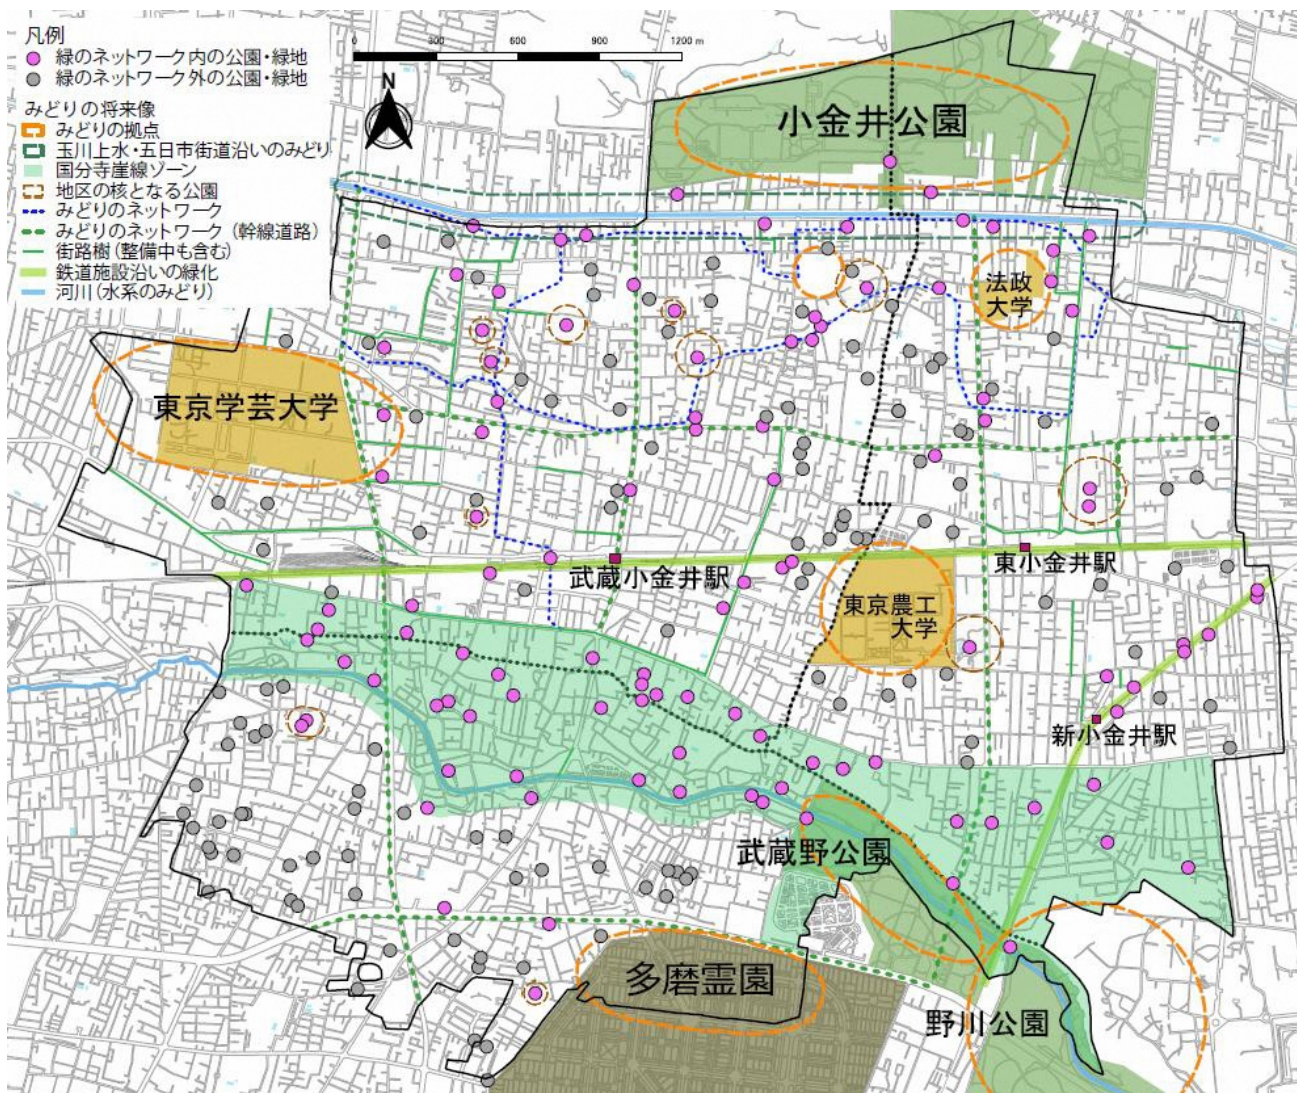 凡例
緑のネットワーク内の公園・緑地
緑のネットワーク外の公園・緑地
みどりの将来像
みどりの拠点
玉川上水・五日市街道沿いのみどり
国分寺崖線ゾーン
地区の核となる公園
みどりのネットワーク
みどりのネットワーク（幹線道路）
街路樹（整備中も含む）
鉄道施設沿いの緑化
河川（水系のみどり）
0 300 600 900 1200 m
N
小金井公園
法政
大学
東京学芸大学
武蔵小金井駅
東小金井駅
東京農工
大学
新小金井駅
武蔵野公園
多磨霊園
野川公園